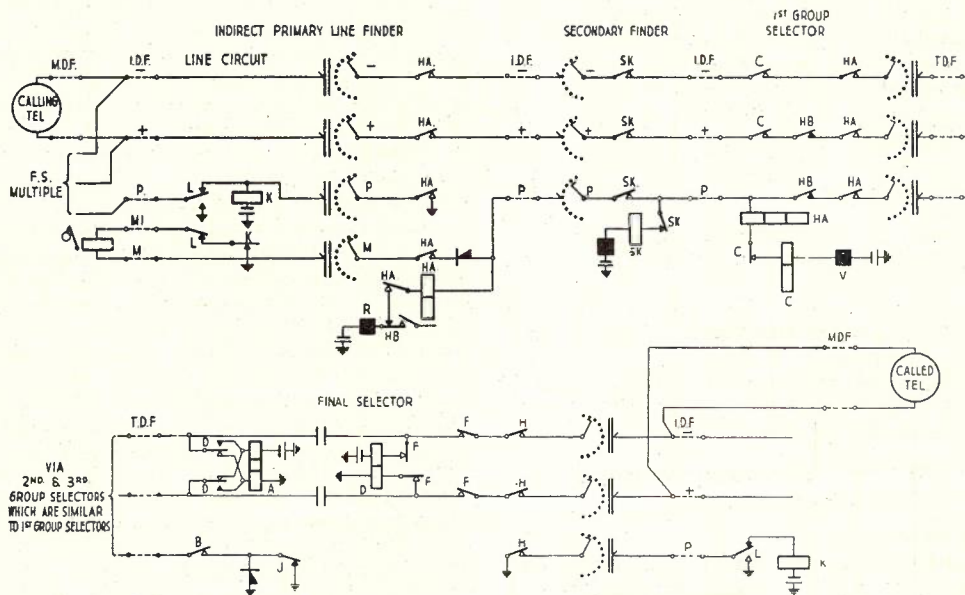 1ST GROUP
SELECTOR
INDIRECT PRIMARY LINE FINDER
SECONDARY FINDER
M.D.F.
I.D.F.
LINE CIRCUIT
− HA
I.D.F.
− SK
I.D.F.
C
HA
T.D.F
CALLING
TEL
+
+ HA
+
+ SK
+
C HB HA
F.S.
MULTIPLE
P. L K
P HA
P
P SK
P
HB HA
MI
L K
M
M HA
HA
HA
SK
SK
HA
C
C
V
R
HB
M.D.F
CALLED
TEL
FINAL SELECTOR
T.D.F
D
A
D
F
F
F H
I.D.F.
VIA
2ND. & 3RD.
GROUP SELECTORS
WHICH ARE SIMILAR
TO 1ST GROUP SELECTORS
D
D
F
F H
+
B
J
H
P
L
K